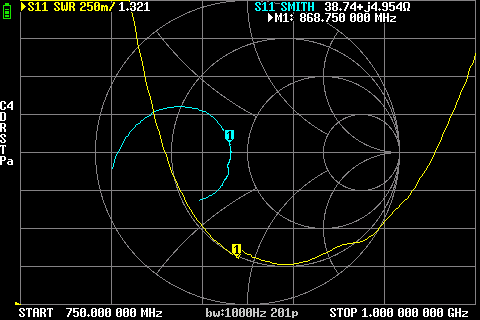 S11 SWR 250m/ 1.321 S11 SMITH 38.74+j4.954Ω
M1: 868.750 000 MHz
C4
D
R
S
T
Pa
1
1
START 750.000 000 MHz bw:1000Hz 201p STOP 1.000 000 000 GHz